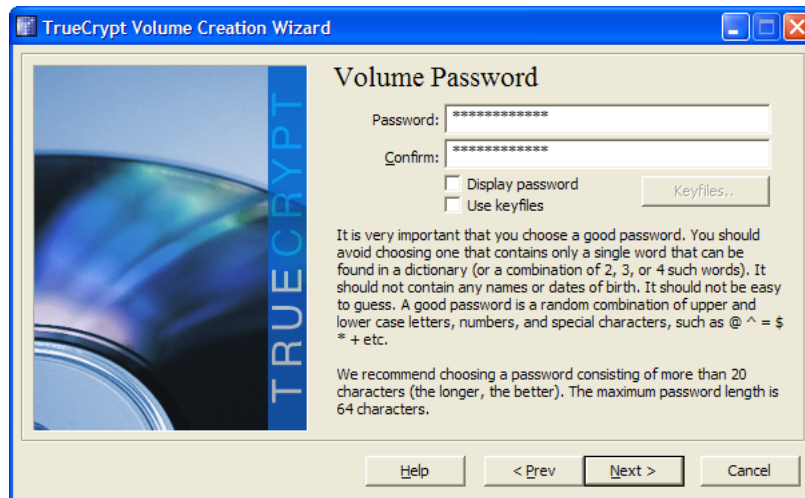 TrueCrypt Volume Creation Wizard
TRUECRYPT
Volume Password
Password: ************
Confirm: ************
Display password
Keyfiles..
Use keyfiles
It is very important that you choose a good password. You should
avoid choosing one that contains only a single word that can be
found in a dictionary (or a combination of 2, 3, or 4 such words). It
should not contain any names or dates of birth. It should not be easy
to guess. A good password is a random combination of upper and
lower case letters, numbers, and special characters, such as @ ^ = $
* + etc.
We recommend choosing a password consisting of more than 20
characters (the longer, the better). The maximum password length is
64 characters.
Help < Prev Next > Cancel